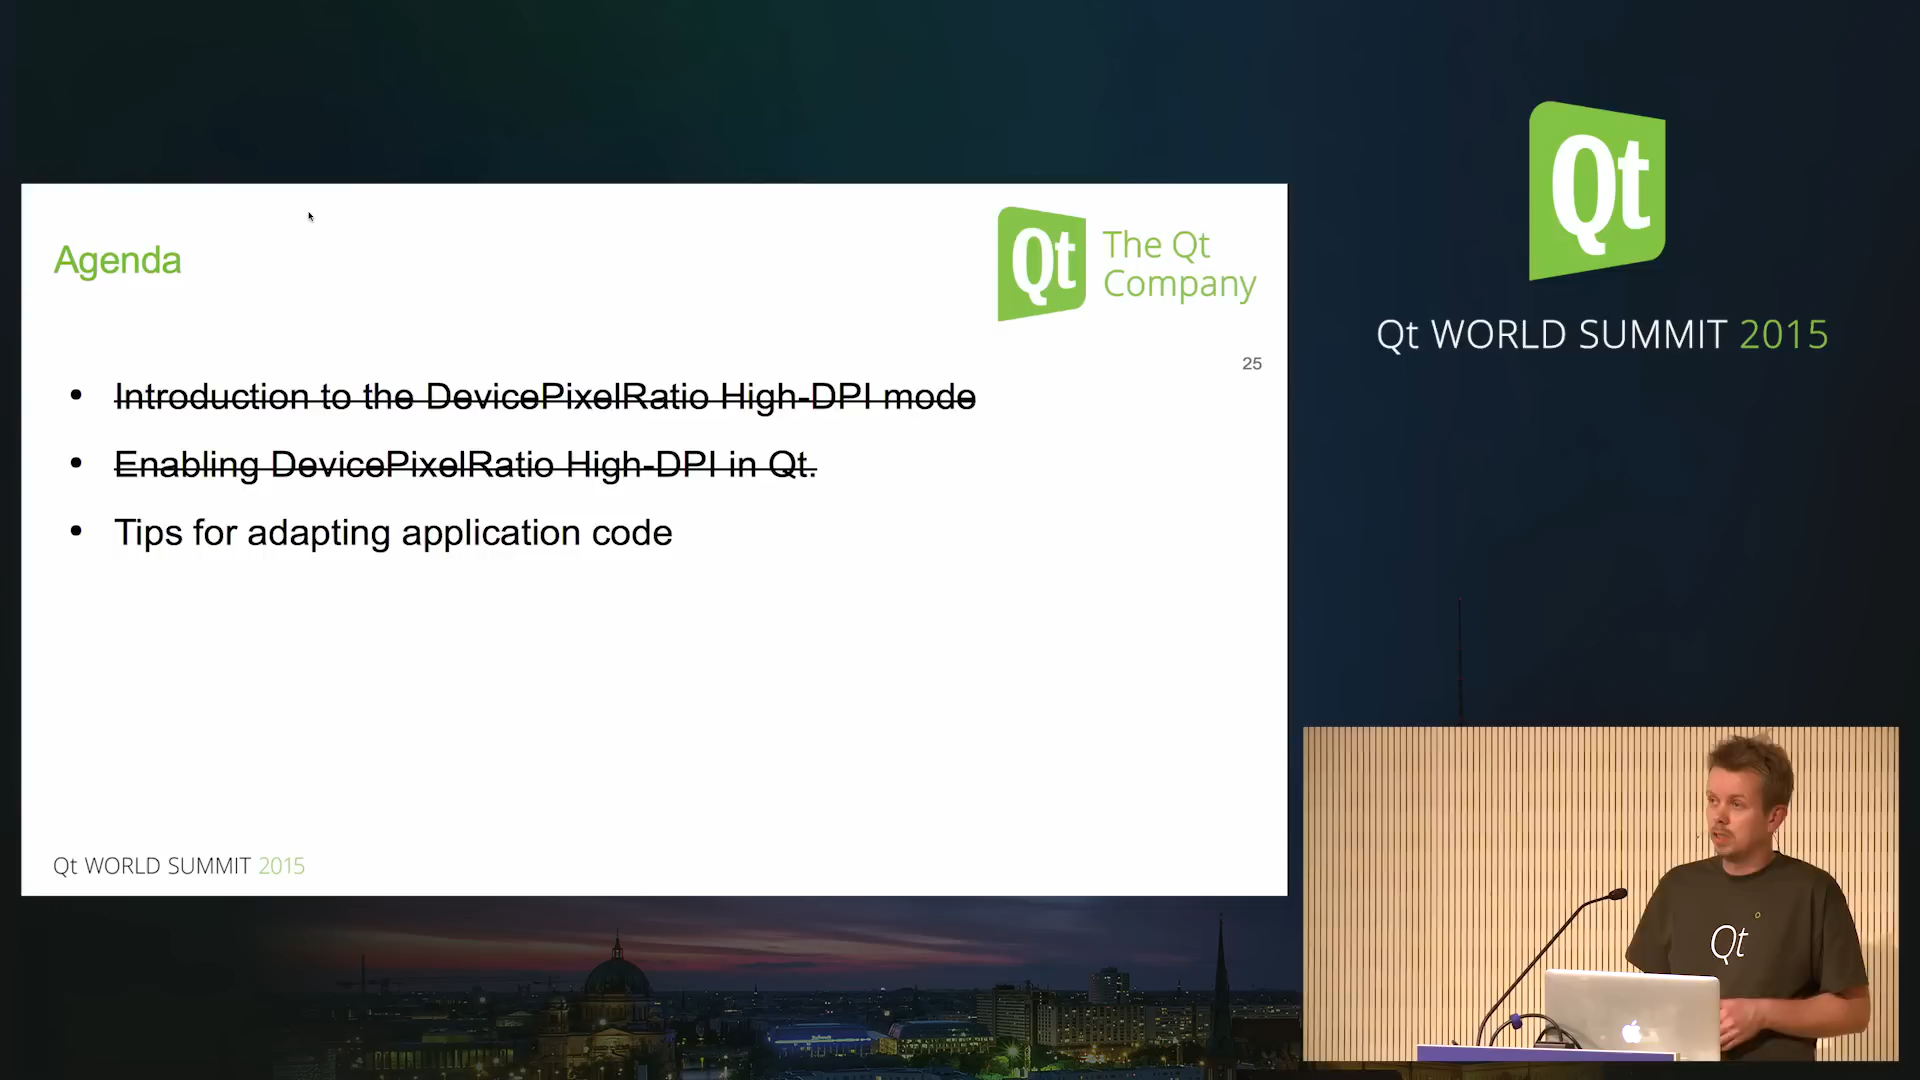 Agenda
Qt The Qt
Company
25
• Introduction to the DevicePixelRatio High-DPI mode
• Enabling DevicePixelRatio High-DPI in Qt.
• Tips for adapting application code
Qt WORLD SUMMIT 2015
Qt
Qt WORLD SUMMIT 2015
Qt